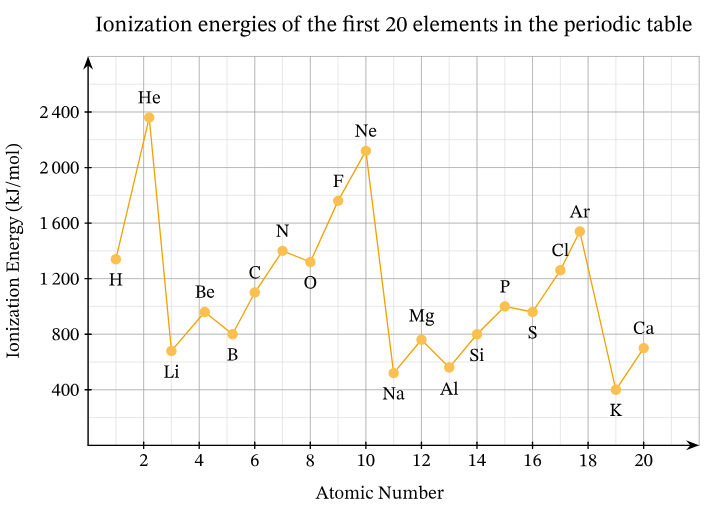 Ionization energies of the first 20 elements in the periodic table
Ionization Energy (kJ/mol)
2 400
2 000
1 600
1 200
800
400
H
He
Li
Be
B
C
N
O
F
Ne
Na
Mg
Al
Si
P
S
Cl
Ar
K
Ca
2 4 6 8 10 12 14 16 18 20
Atomic Number